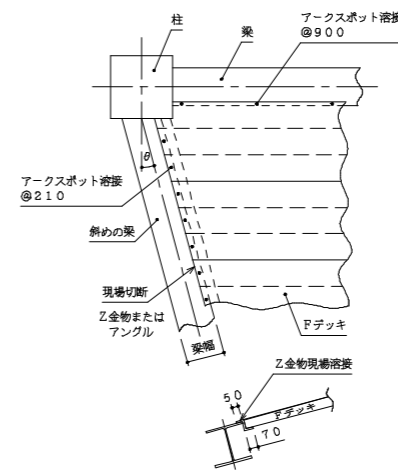 柱
梁
アークスポット溶接
@900
θ
アークスポット溶接
@210
斜めの梁
現場切断
Z金物または
アングル
梁幅
Fデッキ
Z金物現場溶接
50
Fデッキ
70